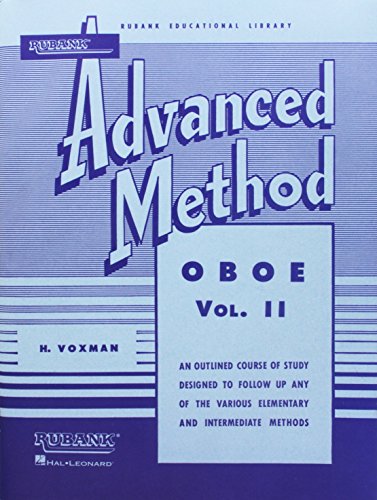 RUBANK EDUCATIONAL LIBRARY
RUBANK®
Advanced
Method
OBOE
VOL. II
H. VOXMAN
AN OUTLINED COURSE OF STUDY
DESIGNED TO FOLLOW UP ANY
OF THE VARIOUS ELEMENTARY
AND INTERMEDIATE METHODS
RUBANK®
HAL•LEONARD®